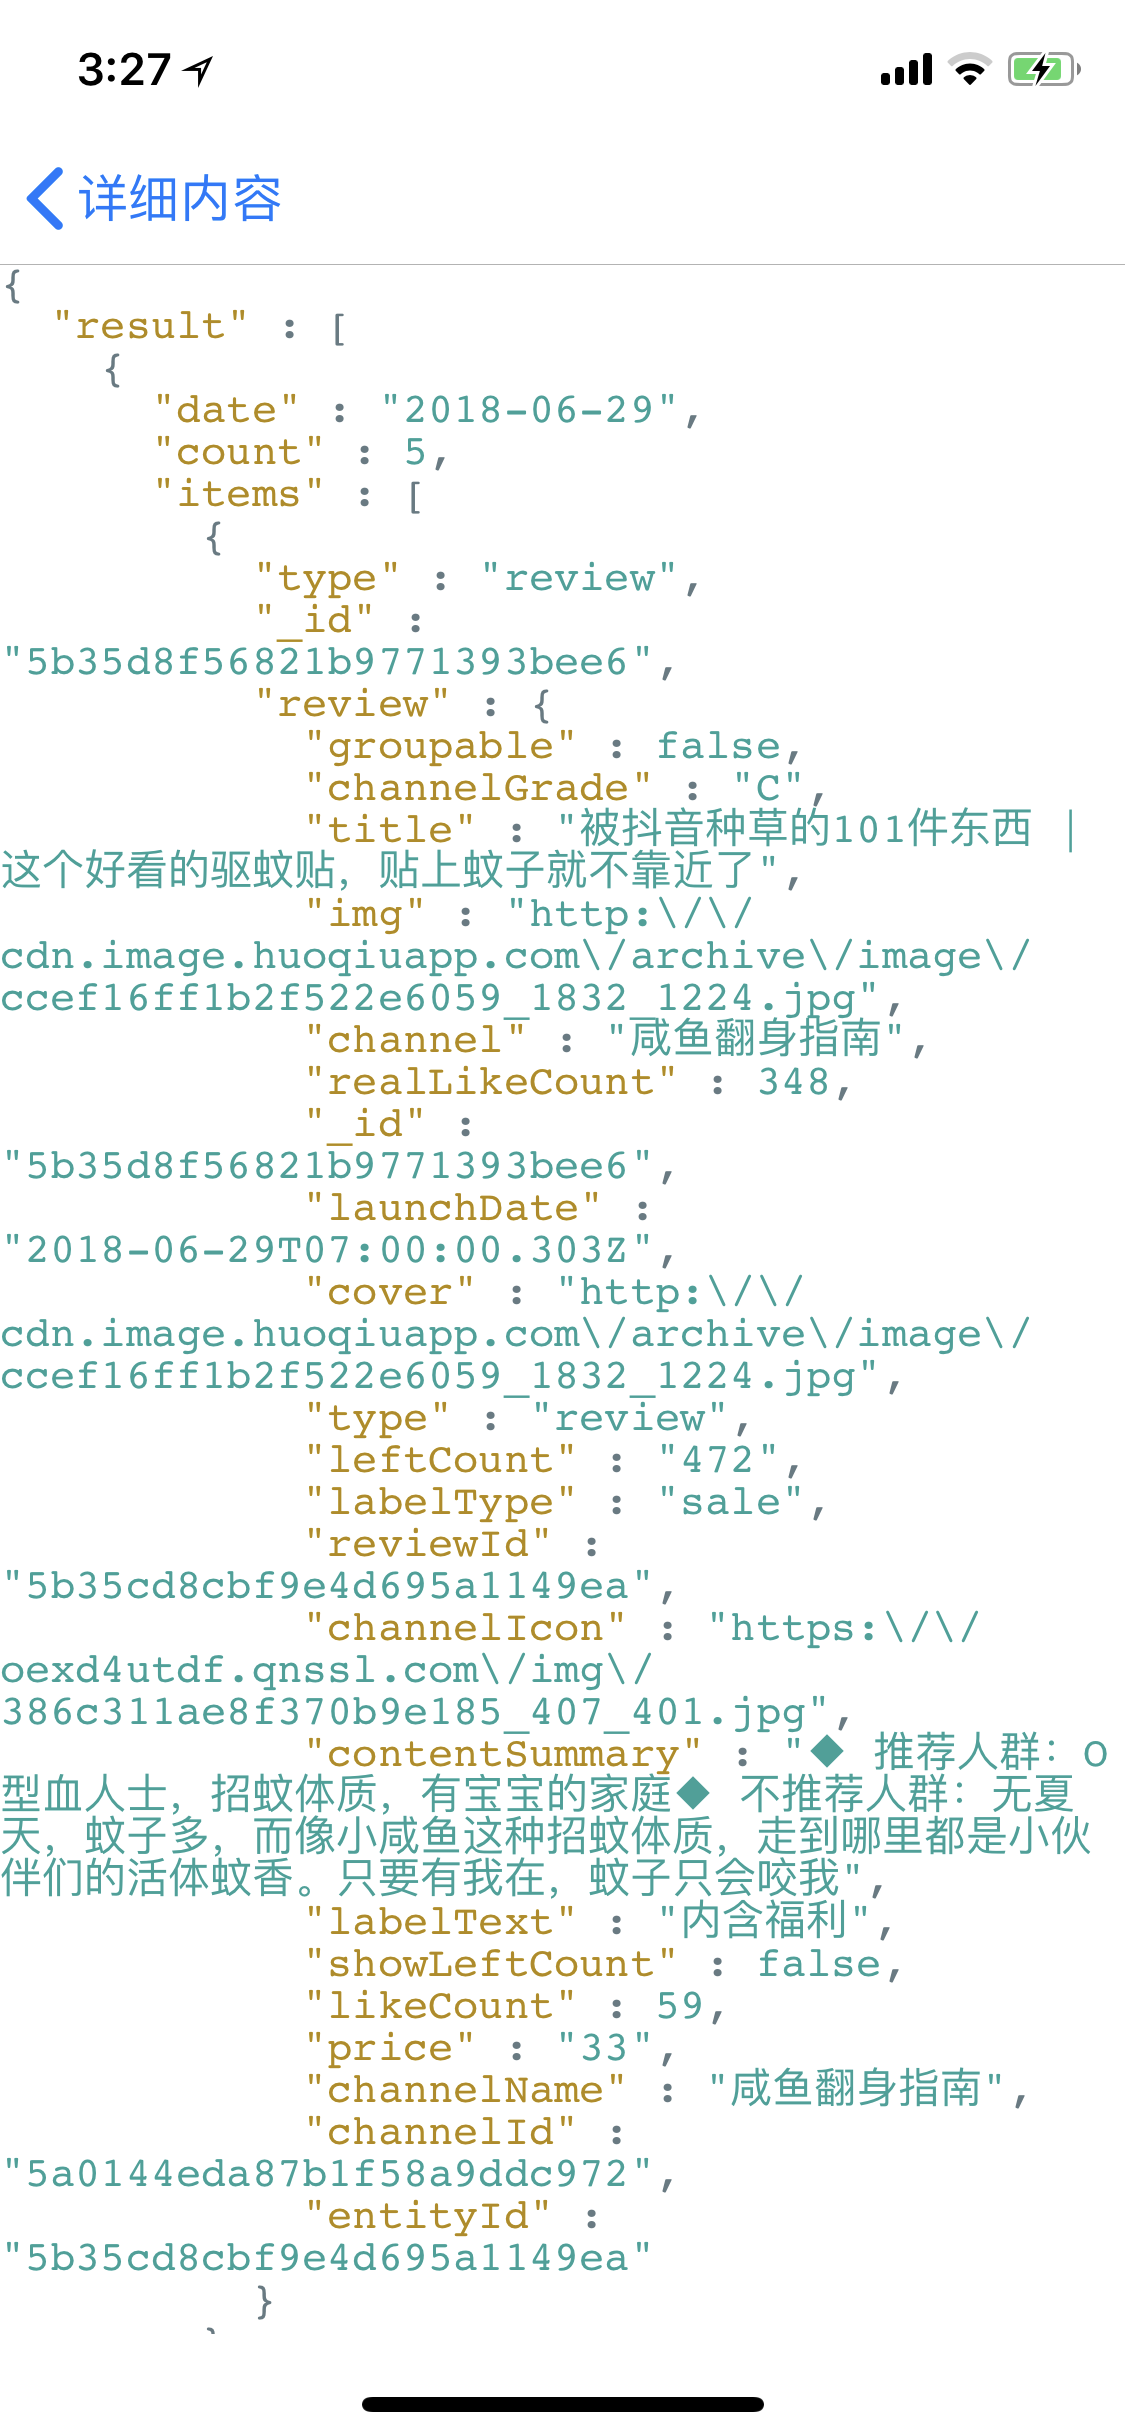 3:27
详细内容
{
"result" : [
{
"date" : "2018-06-29",
"count" : 5,
"items" : [
{
"type" : "review",
"_id" :
"5b35d8f56821b9771393bee6",
"review" : {
"groupable" : false,
"channelGrade" : "C",
"title" : "被抖音种草的101件东西 |
这个好看的驱蚊贴，贴上蚊子就不靠近了",
"img" : "http:\/\/
cdn.image.huoqiuapp.com\/archive\/image\/
ccef16ff1b2f522e6059_1832_1224.jpg",
"channel" : "咸鱼翻身指南",
"realLikeCount" : 348,
"_id" :
"5b35d8f56821b9771393bee6",
"launchDate" :
"2018-06-29T07:00:00.303Z",
"cover" : "http:\/\/
cdn.image.huoqiuapp.com\/archive\/image\/
ccef16ff1b2f522e6059_1832_1224.jpg",
"type" : "review",
"leftCount" : "472",
"labelType" : "sale",
"reviewId" :
"5b35cd8cbf9e4d695a1149ea",
"channelIcon" : "https:\/\/
oexd4utdf.qnssl.com\/img\/
386c311ae8f370b9e185_407_401.jpg",
"contentSummary" : "◆ 推荐人群：O
型血人士，招蚊体质，有宝宝的家庭◆ 不推荐人群：无夏
天，蚊子多，而像小咸鱼这种招蚊体质，走到哪里都是小伙
伴们的活体蚊香。只要有我在，蚊子只会咬我",
"labelText" : "内含福利",
"showLeftCount" : false,
"likeCount" : 59,
"price" : "33",
"channelName" : "咸鱼翻身指南",
"channelId" :
"5a0144eda87b1f58a9ddc972",
"entityId" :
"5b35cd8cbf9e4d695a1149ea"
}